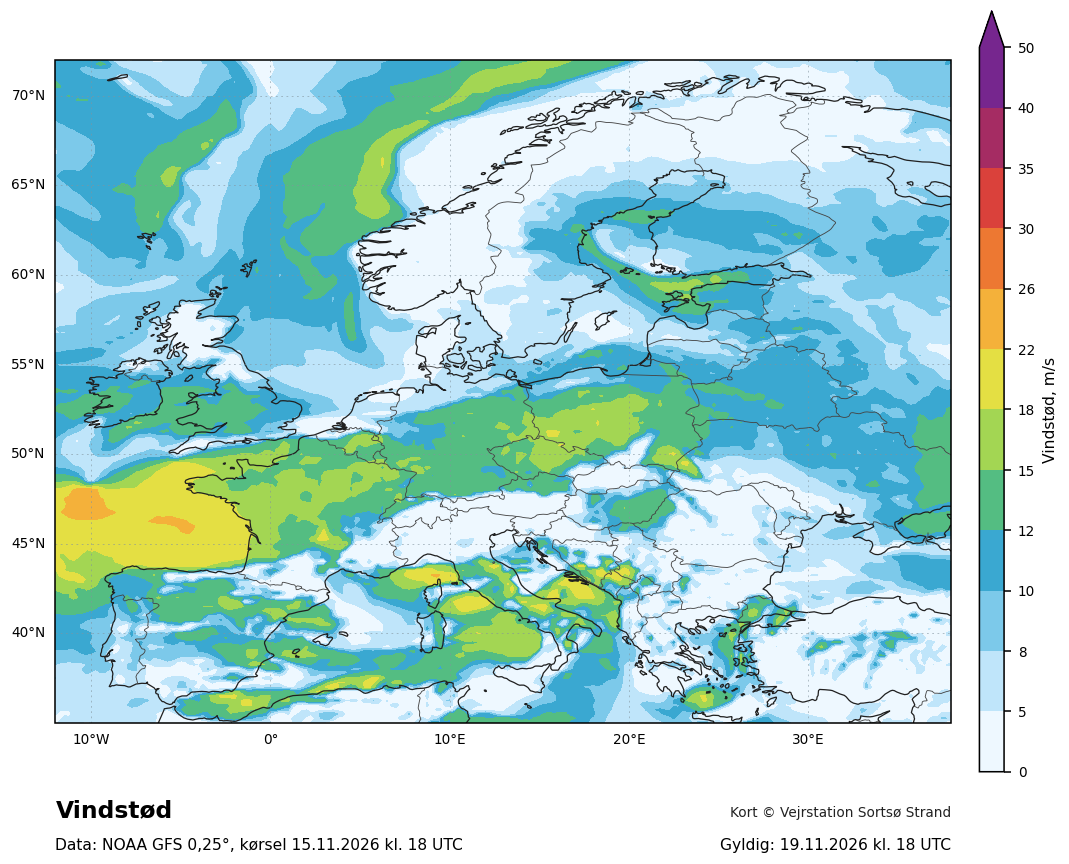 50
40
35
30
26
22
18
15
12
10
8
5
0
Vindstød, m/s
70°N
65°N
60°N
55°N
50°N
45°N
40°N
10°W
0°
10°E
20°E
30°E
Vindstød
Kort © Vejrstation Sortsø Strand
Data: NOAA GFS 0,25°, kørsel 15.11.2026 kl. 18 UTC
Gyldig: 19.11.2026 kl. 18 UTC